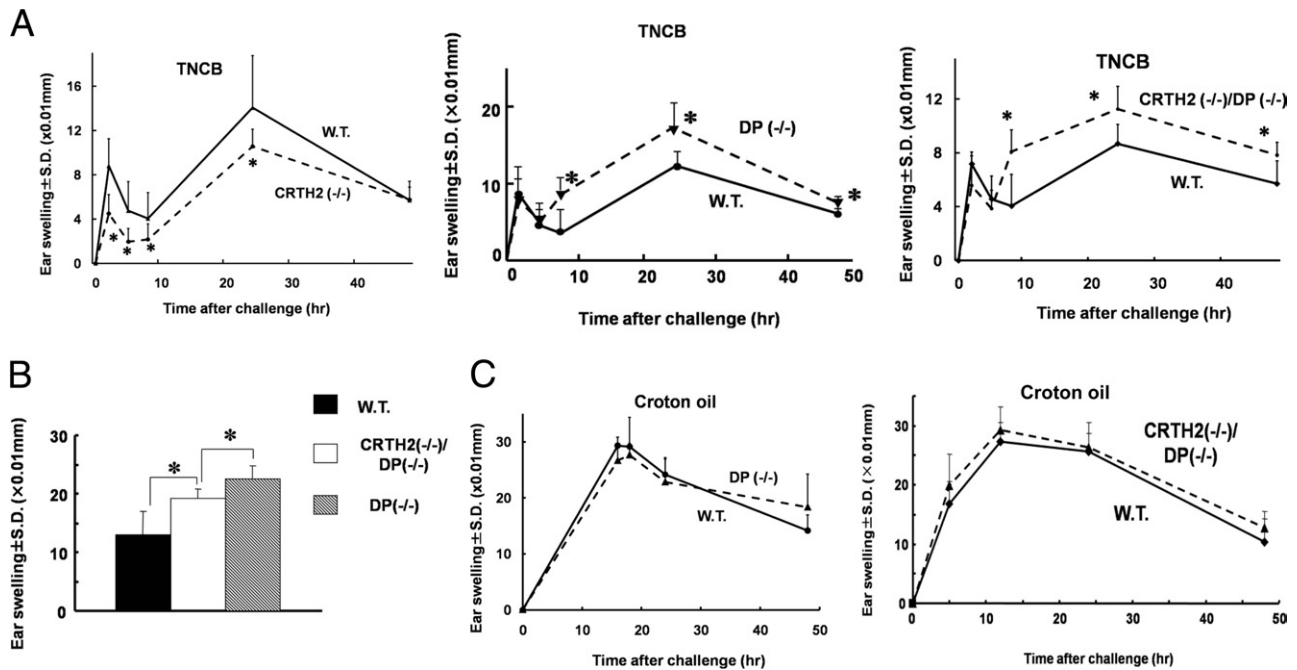 A
TNCB
Ear swelling±S.D. (x0.01mm)
16
12
8
4
0
W.T.
CRTH2 (-/-)
*
*
*
*
0
10
20
30
40
Time after challenge (hr)
TNCB
Ear swelling±S.D. (×0.01mm)
20
10
0
DP (-/-)
W.T.
*
*
*
0
10
20
30
40
50
Time after challenge (hr)
TNCB
Ear swelling±S.D. (×0.01mm)
12
8
4
0
CRTH2 (-/-)/DP (-/-)
W.T.
*
*
*
0
10
20
30
40
Time after challenge (hr)
B
Ear swelling±S.D. (×0.01mm)
30
20
10
0
*
*
W.T.
CRTH2(-/-)/
DP(-/-)
DP(-/-)
C
Croton oil
Ear swelling±S.D. (x0.01mm)
30
20
10
0
DP (-/-)
W.T.
0
10
20
30
40
50
Time after challenge (hr)
Croton oil
Ear swelling±S.D. (×0.01mm)
30
20
10
0
CRTH2(-/-)/
DP(-/-)
W.T.
0
10
20
30
40
50
Time after challenge (hr)